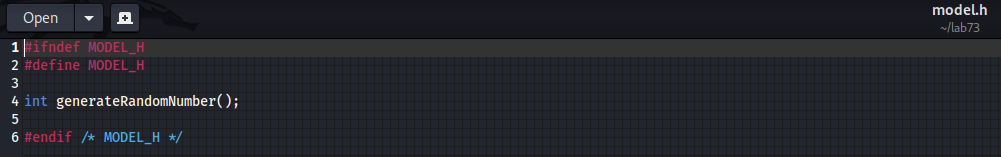 Open
model.h
~/lab73
1 #ifndef MODEL_H
2 #define MODEL_H
3
4 int generateRandomNumber();
5
6 #endif /* MODEL_H */